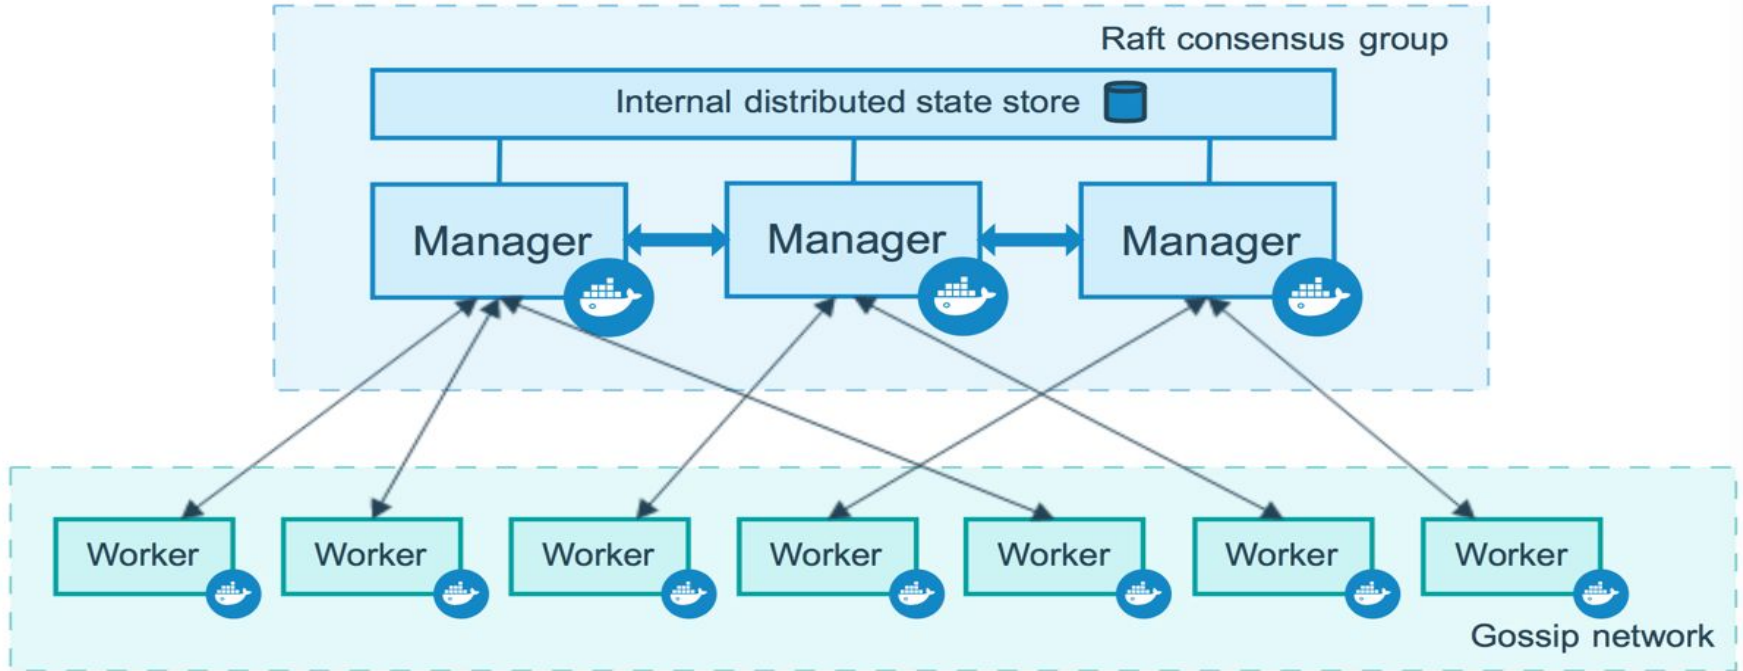 Raft consensus group
Internal distributed state store
Manager
Manager
Manager
Worker
Worker
Worker
Worker
Worker
Worker
Worker
Gossip network